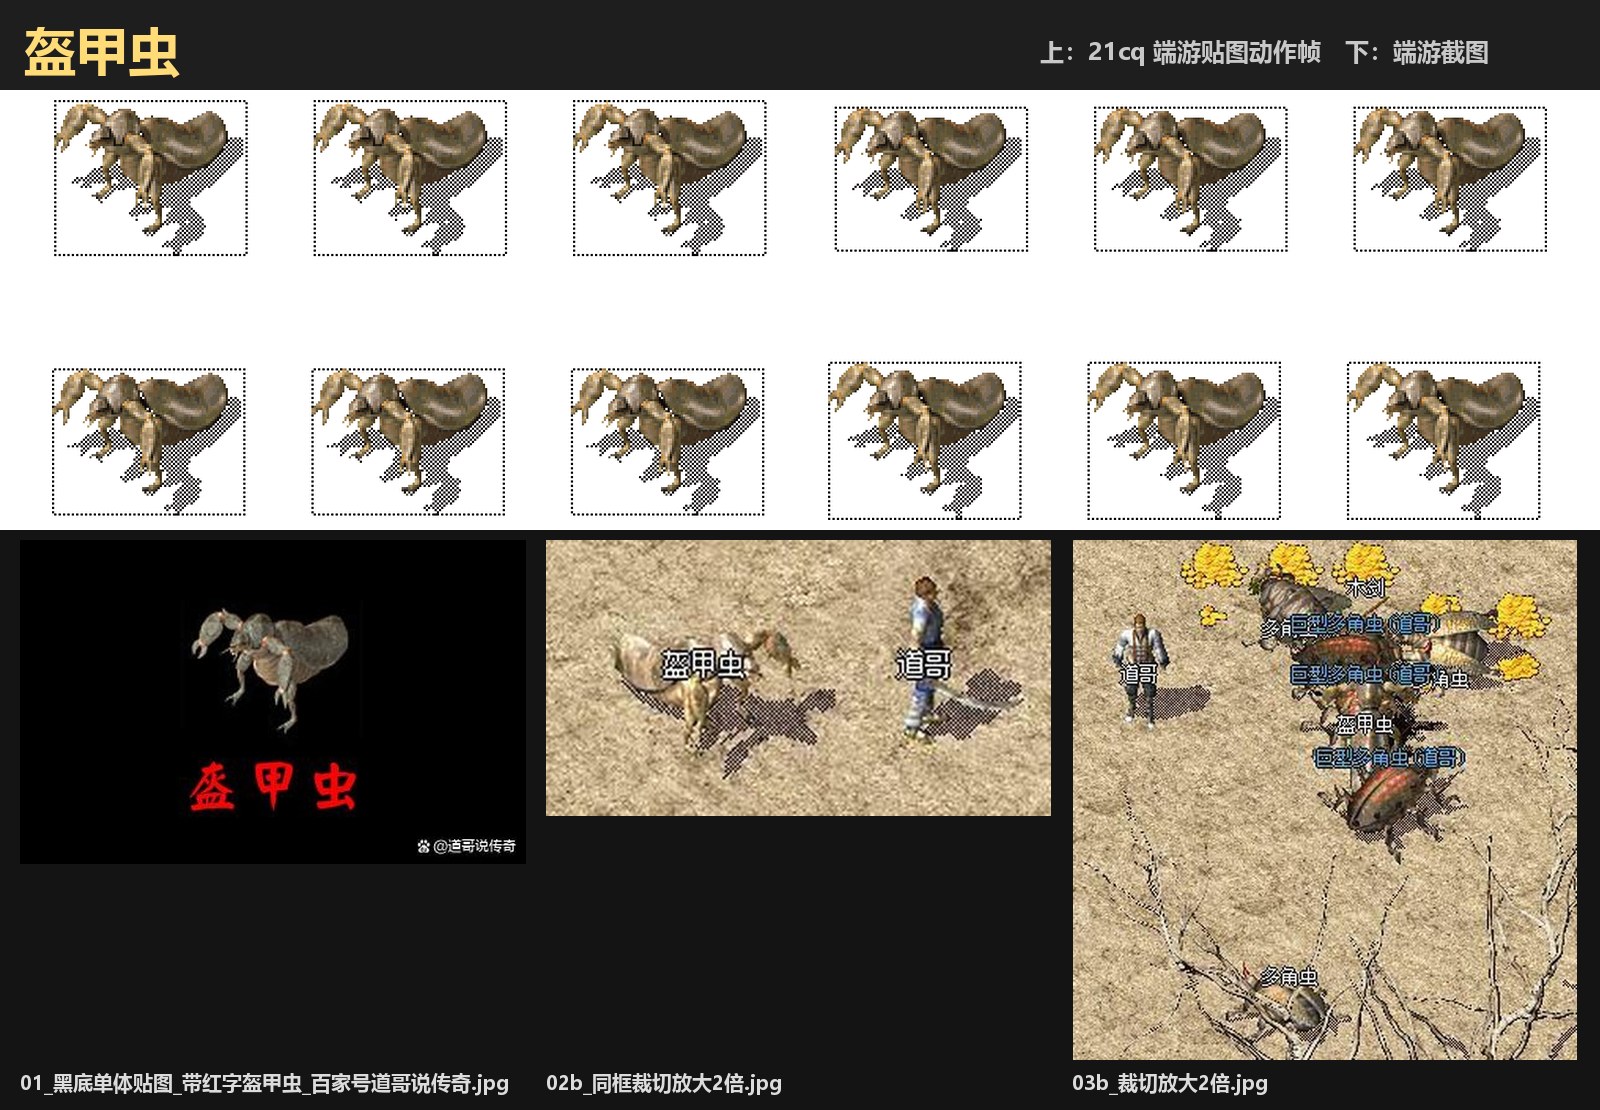 盔甲虫
上：21cq 端游贴图动作帧 下：端游截图
盔甲虫
@道哥说传奇
盔甲虫
道哥
木剑
巨型多角虫(道哥)
道哥
巨型多角虫(道哥)
角虫
盔甲虫
巨型多角虫(道哥)
多角虫
01_黑底单体贴图_带红字盔甲虫_百家号道哥说传奇.jpg
02b_同框裁切放大2倍.jpg
03b_裁切放大2倍.jpg